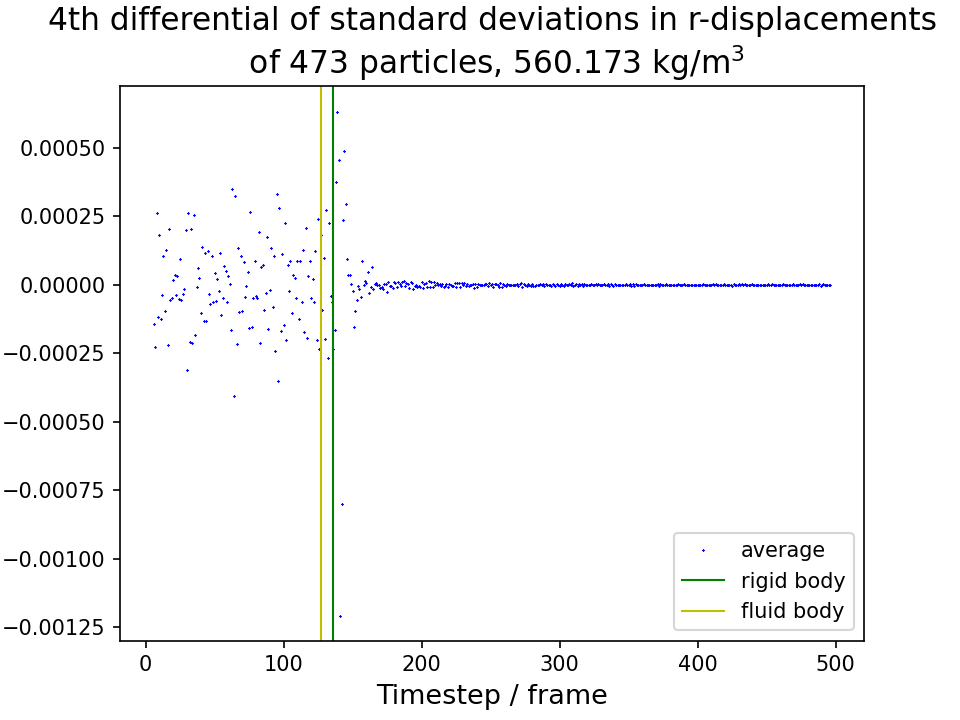 4th differential of standard deviations in r-displacements
of 473 particles, 560.173 kg/m³
0.00050
0.00025
0.00000
−0.00025
−0.00050
−0.00075
−0.00100
−0.00125
average
rigid body
fluid body
0 100 200 300 400 500
Timestep / frame